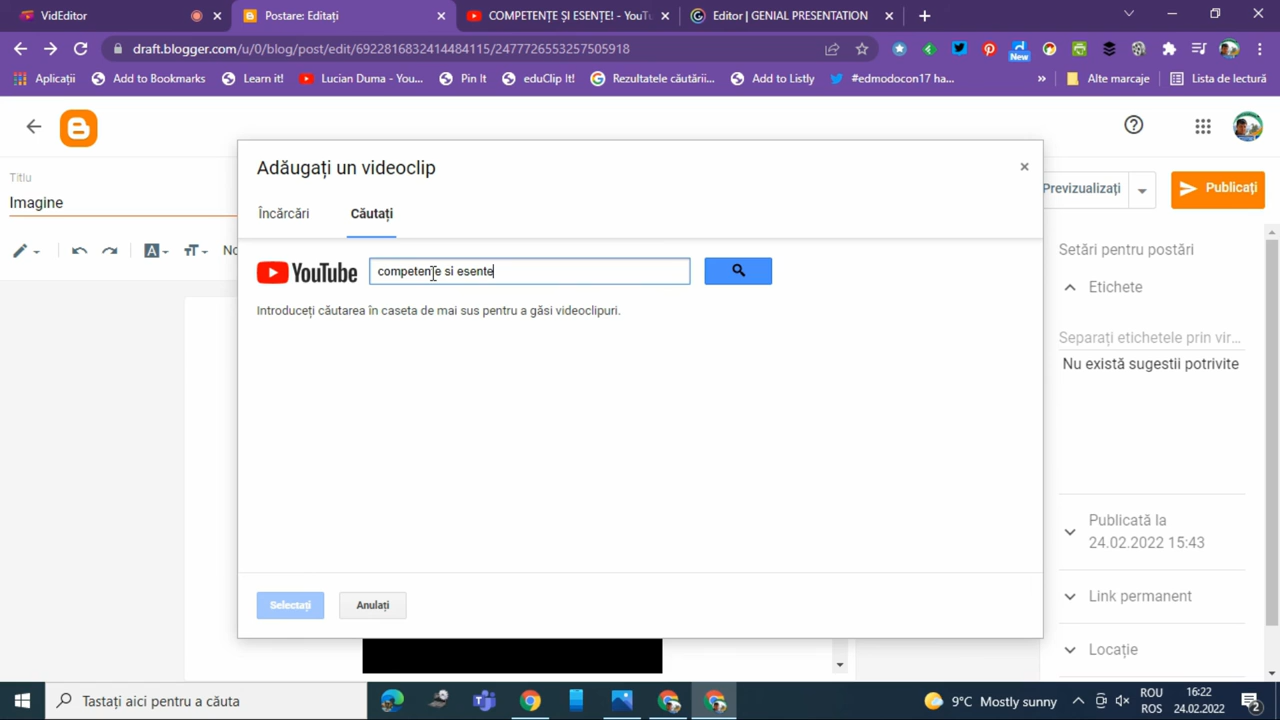 VidEditor
Postare: Editați
COMPETENȚE ȘI ESENȚE! - YouTu
Editor | GENIAL PRESENTATION
draft.blogger.com/u/0/blog/post/edit/6922816832414484115/2477726553257505918
New
Aplicații
Add to Bookmarks
Learn it!
Lucian Duma - You...
Pin It
eduClip It!
Rezultatele căutării...
Add to Listly
#edmodocon17 ha...
»
Alte marcaje
Lista de lectură
Titlu
Imagine
No
Adăugați un videoclip
Încărcări
Căutați
YouTube
competente si esente
Introduceți căutarea în caseta de mai sus pentru a găsi videoclipuri.
Selectați
Anulați
Previzualizați
Publicați
Setări pentru postări
Etichete
Separați etichetele prin vir...
Nu există sugestii potrivite
Publicată la
24.02.2022 15:43
Link permanent
Locație
Tastați aici pentru a căuta
9°C Mostly sunny
ROU
ROS
16:22
24.02.2022
2